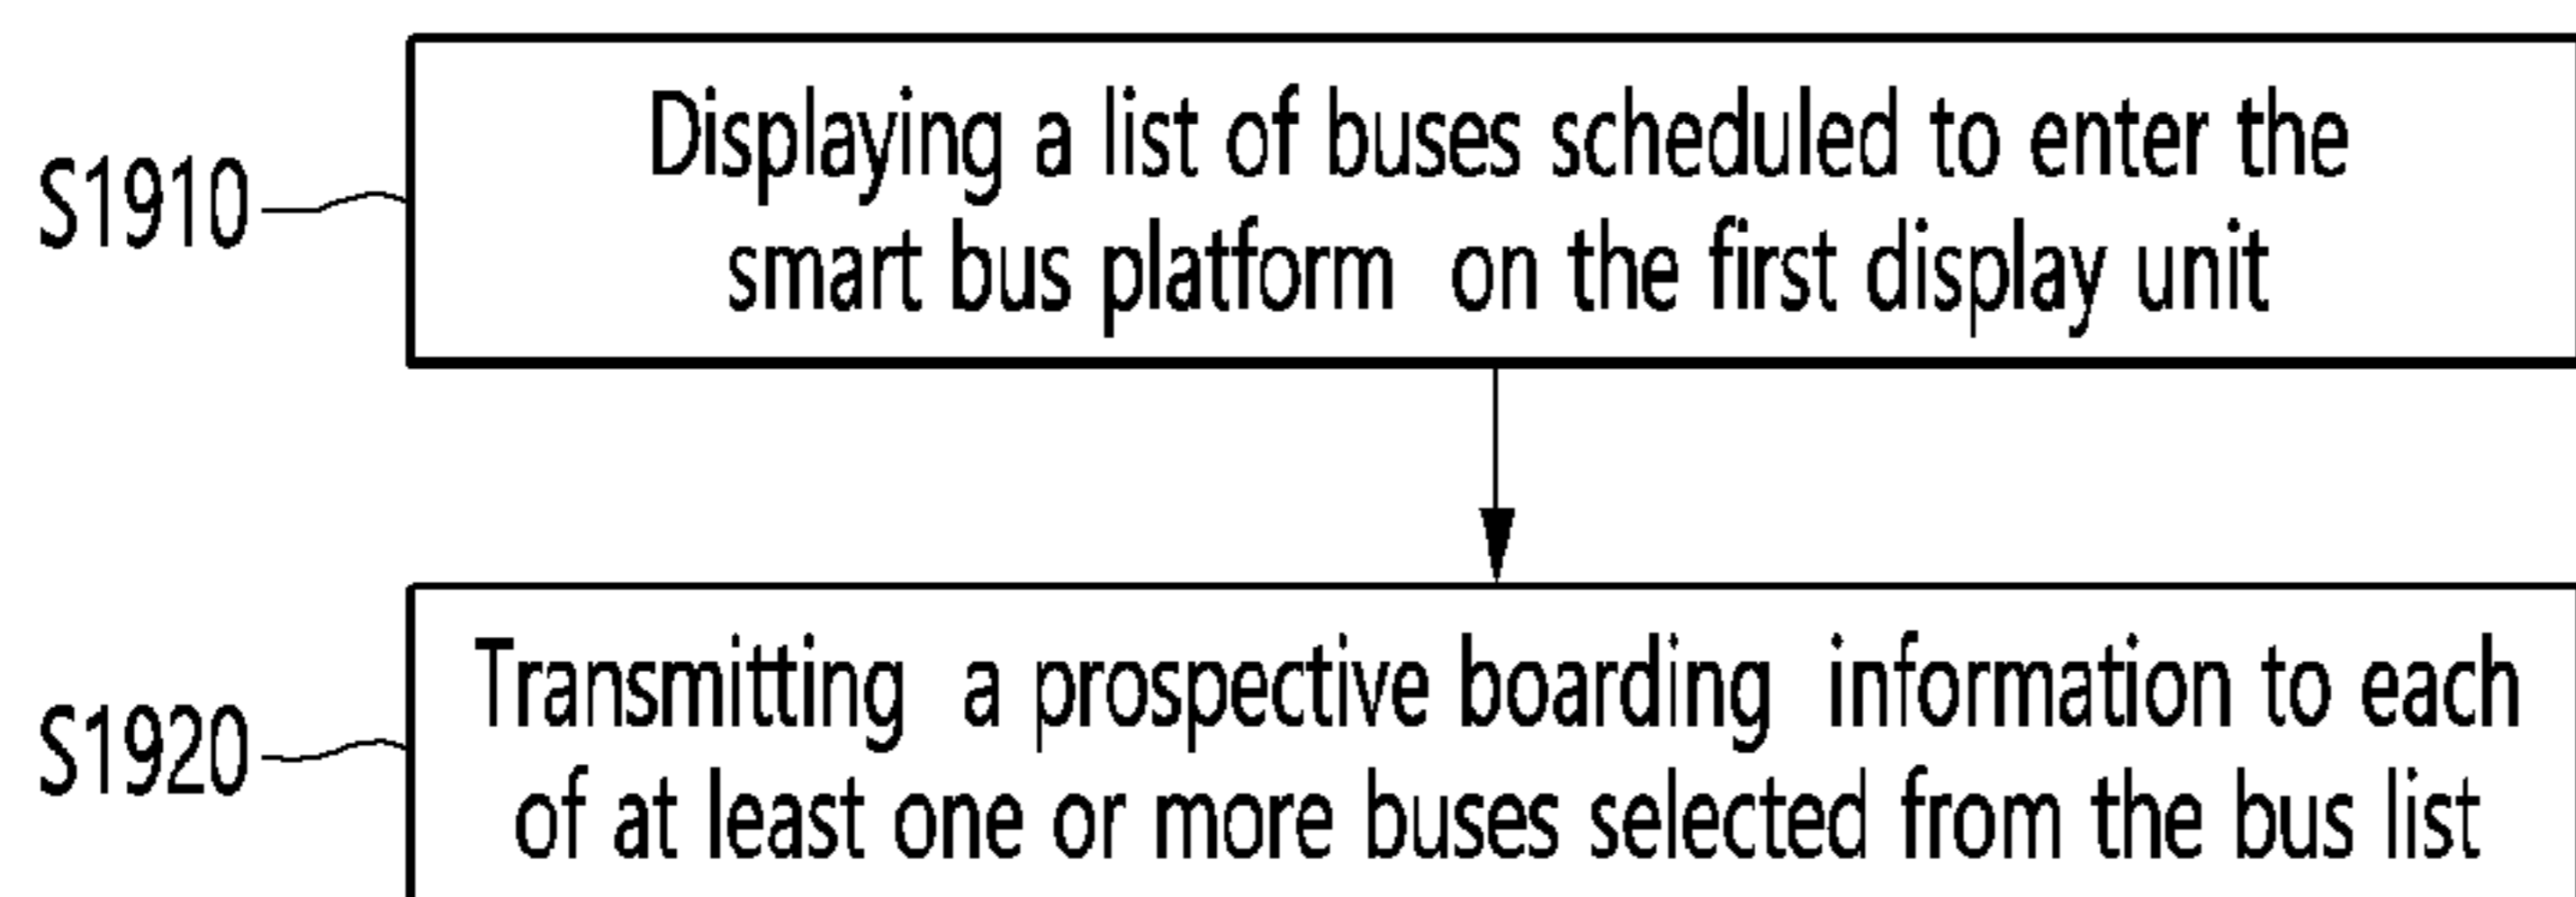 S1910
Displaying a list of buses scheduled to enter the
smart bus platform on the first display unit
S1920
Transmitting a prospective boarding information to each
of at least one or more buses selected from the bus list